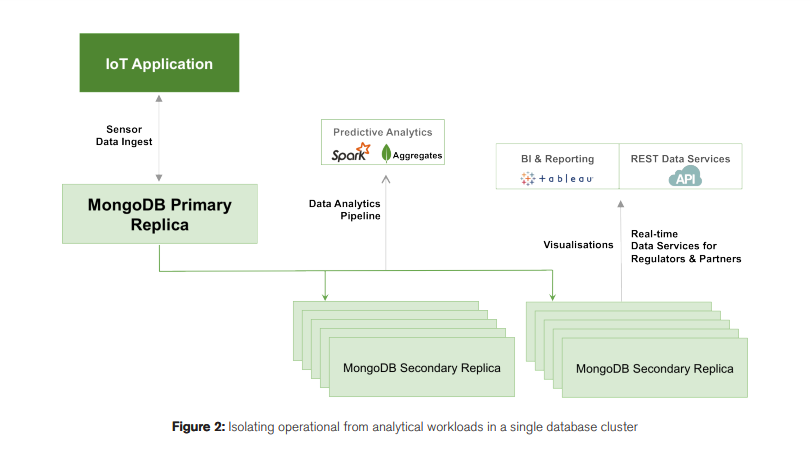 IoT Application
Sensor
Data Ingest
MongoDB Primary
Replica
Predictive Analytics
Spark
Aggregates
Data Analytics
Pipeline
BI & Reporting
+ a b l e a u
REST Data Services
API
Visualisations
Real-time
Data Services for
Regulators & Partners
MongoDB Secondary Replica
MongoDB Secondary Replica
Figure 2: Isolating operational from analytical workloads in a single database cluster